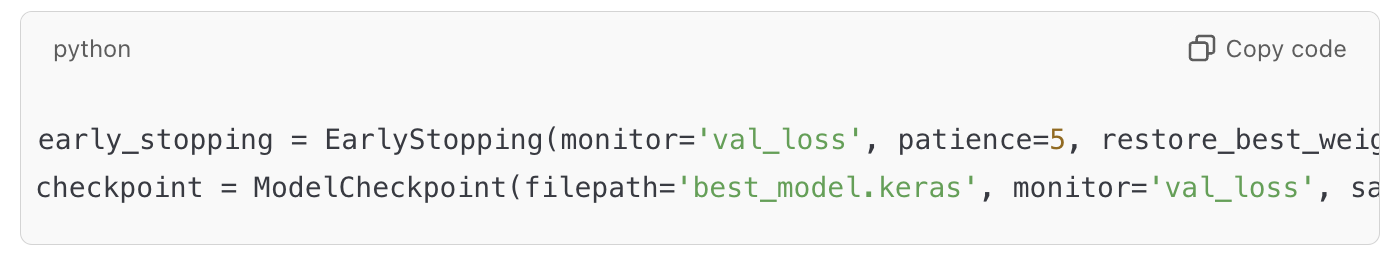 python
Copy code
early_stopping = EarlyStopping(monitor='val_loss', patience=5, restore_best_weig
checkpoint = ModelCheckpoint(filepath='best_model.keras', monitor='val_loss', sa